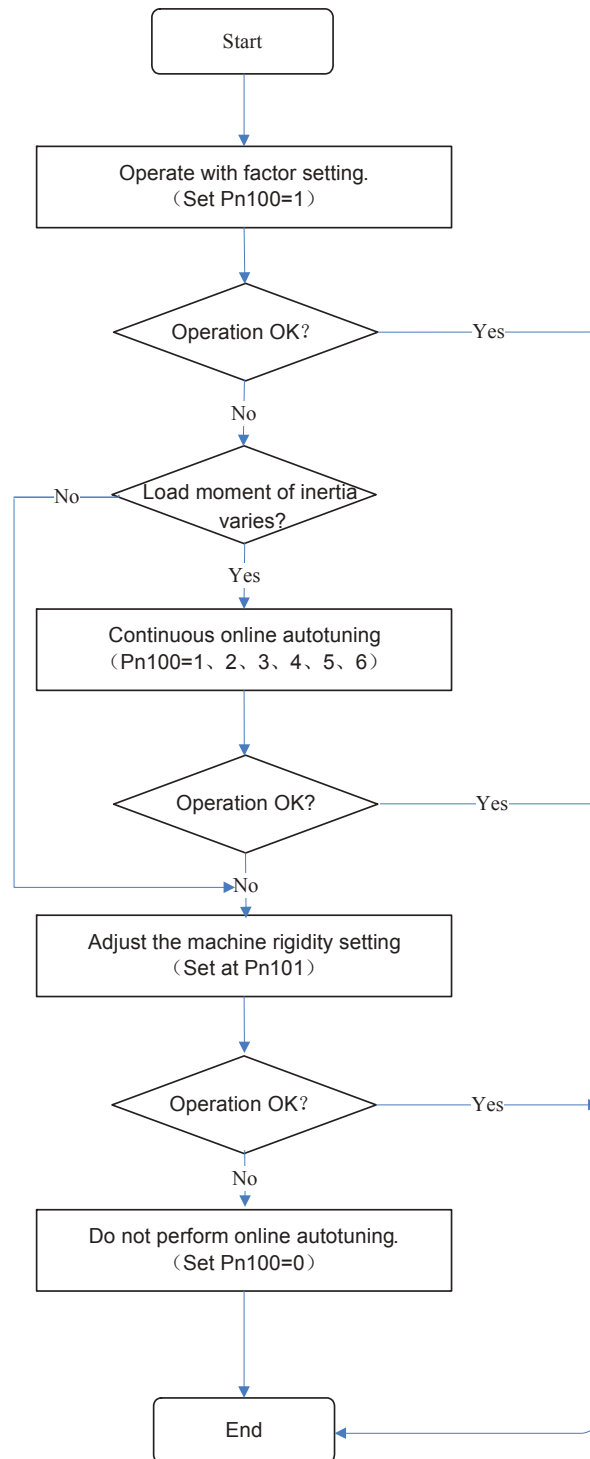 Start
Operate with factor setting.
（Set Pn100=1）
Operation OK?
Yes
No
Load moment of inertia
varies?
No
Yes
Continuous online autotuning
（Pn100=1、2、3、4、5、6）
Operation OK?
Yes
No
Adjust the machine rigidity setting
（Set at Pn101）
Operation OK?
Yes
No
Do not perform online autotuning.
（Set Pn100=0）
End